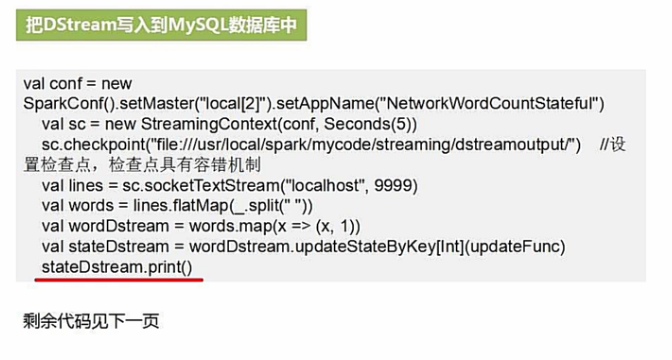 把DStream写入到MySQL数据库中
val conf = new
SparkConf().setMaster("local[2]").setAppName("NetworkWordCountStateful")
val sc = new StreamingContext(conf, Seconds(5))
sc.checkpoint("file:///usr/local/spark/mycode/streaming/dstreamoutput/") //设
置检查点，检查点具有容错机制
val lines = sc.socketTextStream("localhost", 9999)
val words = lines.flatMap(_.split(" "))
val wordDstream = words.map(x => (x, 1))
val stateDstream = wordDstream.updateStateByKey[Int](updateFunc)
stateDstream.print()
剩余代码见下一页